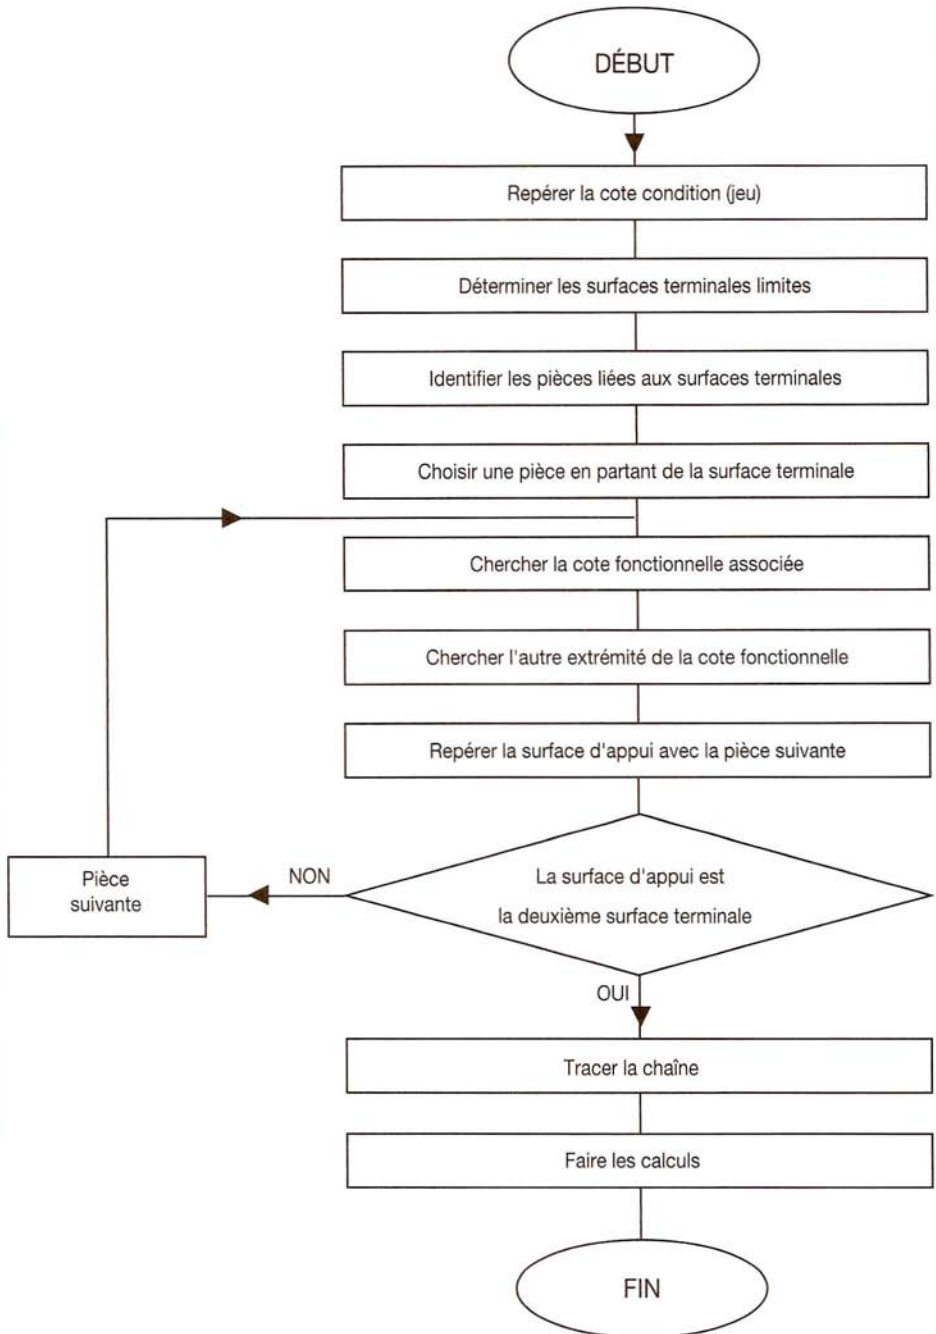 DÉBUT
Repérer la cote condition (jeu)
Déterminer les surfaces terminales limites
Identifier les pièces liées aux surfaces terminales
Choisir une pièce en partant de la surface terminale
Chercher la cote fonctionnelle associée
Chercher l'autre extrémité de la cote fonctionnelle
Repérer la surface d'appui avec la pièce suivante
La surface d'appui est
la deuxième surface terminale
NON
Pièce
suivante
OUI
Tracer la chaîne
Faire les calculs
FIN